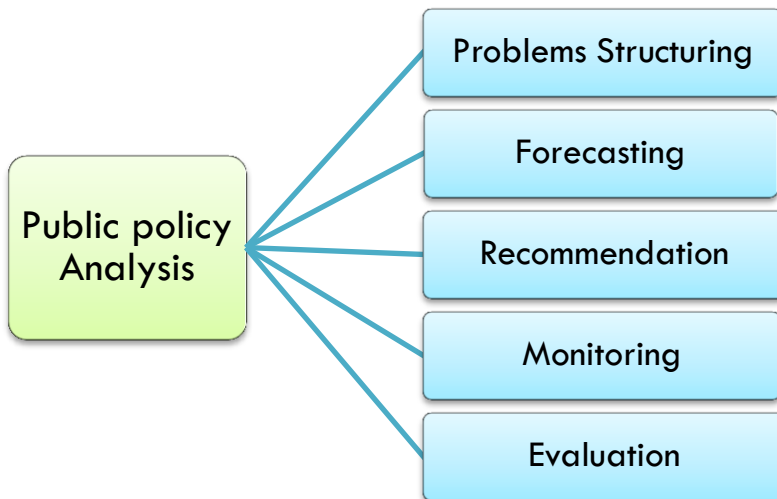 Public policy
Analysis
Problems Structuring
Forecasting
Recommendation
Monitoring
Evaluation